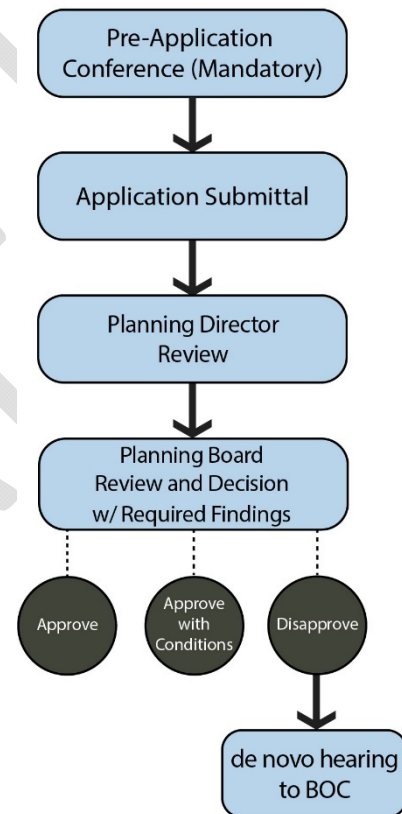 Pre-Application
Conference (Mandatory)
Application Submittal
Planning Director
Review
Planning Board
Review and Decision
w/ Required Findings
Approve
Approve
with
Conditions
Disapprove
de novo hearing
to BOC